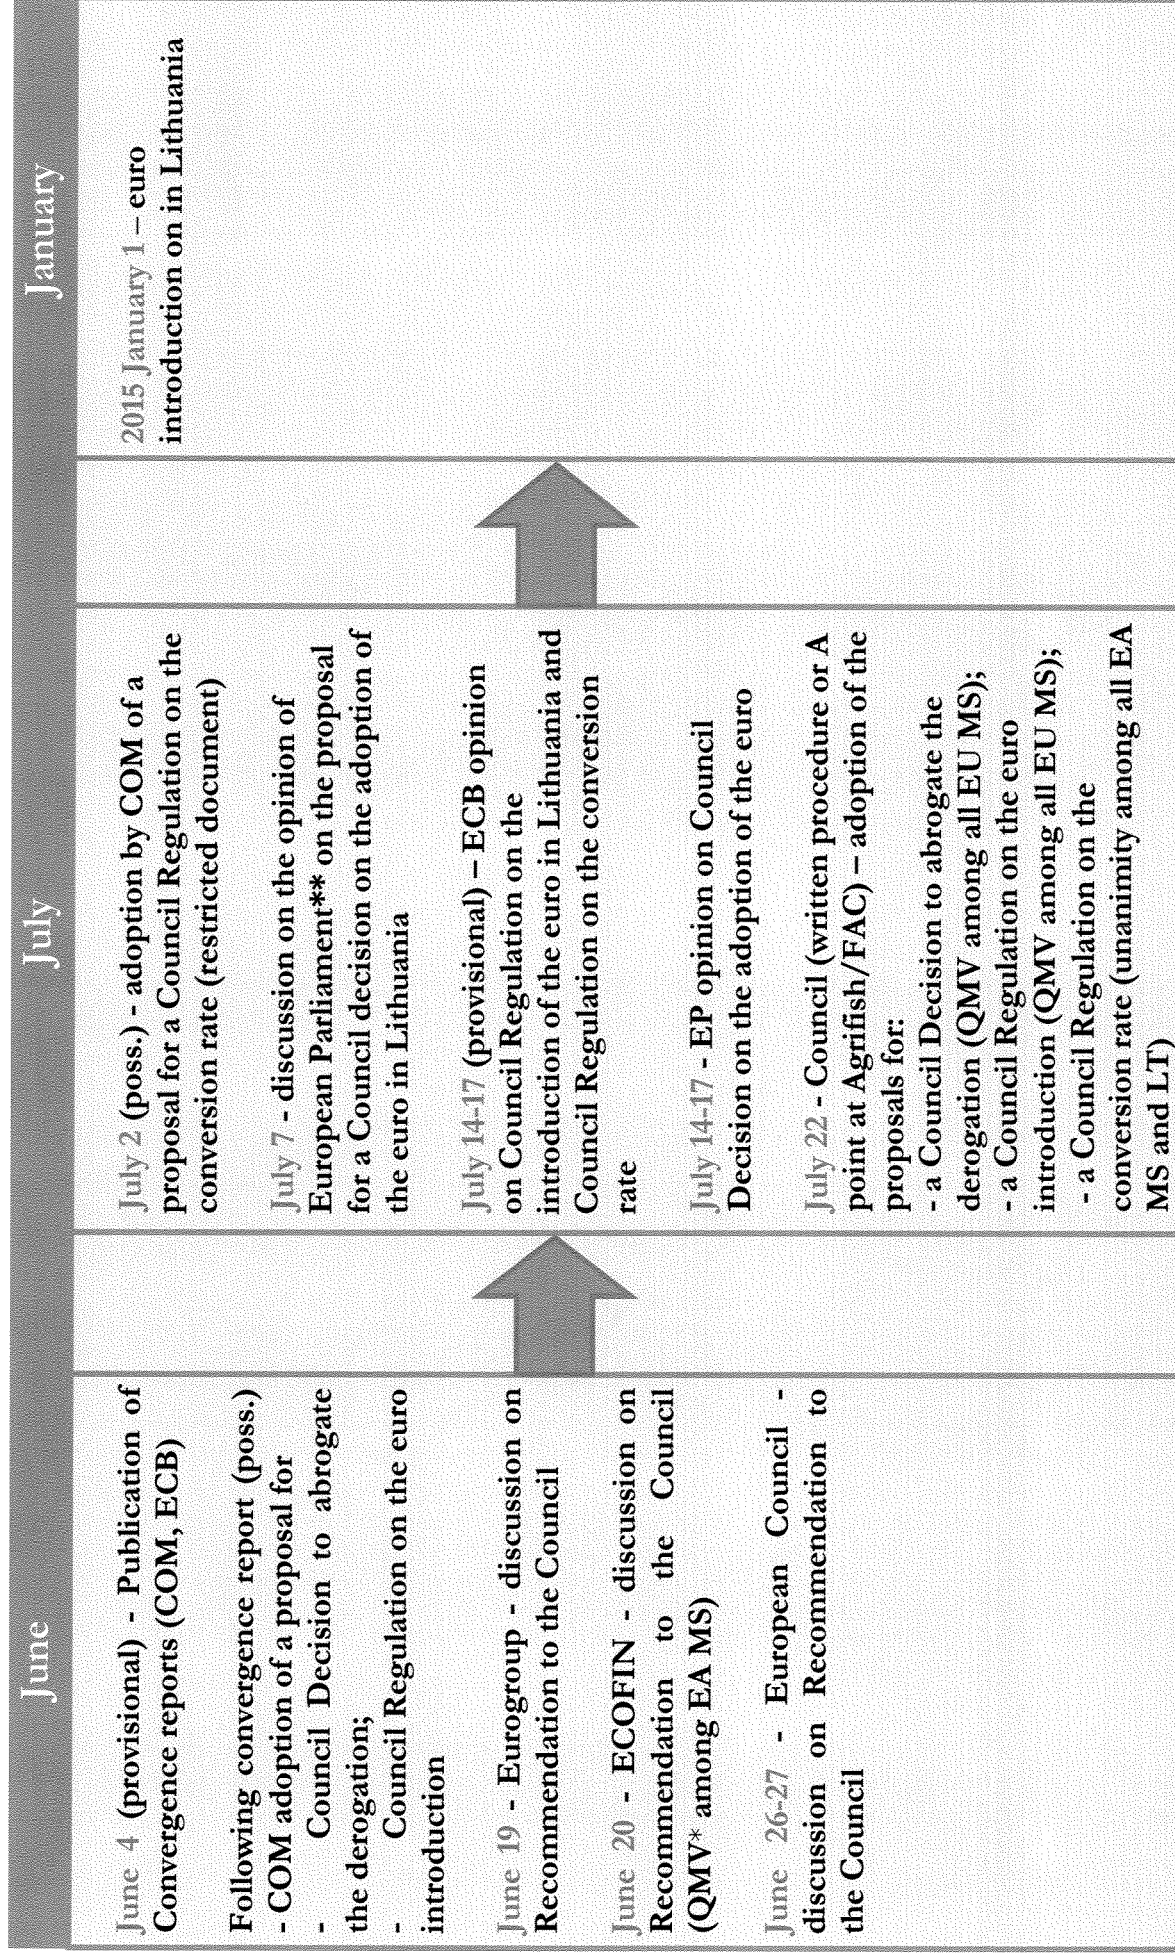 June
July
January
June 4 (provisional) - Publication of
Convergence reports (COM, ECB)
Following convergence report (poss.)
- COM adoption of a proposal for
- Council Decision to abrogate
the derogation;
- Council Regulation on the euro
introduction
June 19 - Eurogroup - discussion on
Recommendation to the Council
June 20 - ECOFIN - discussion on
Recommendation to the Council
(QMV* among EA MS)
June 26-27 - European Council -
discussion on Recommendation to
the Council
July 2 (poss.) - adoption by COM of a
proposal for a Council Regulation on the
conversion rate (restricted document)
July 7 - discussion on the opinion of
European Parliament** on the proposal
for a Council decision on the adoption of
the euro in Lithuania
July 14-17 (provisional) – ECB opinion
on Council Regulation on the
introduction of the euro in Lithuania and
Council Regulation on the conversion
rate
July 14-17 - EP opinion on Council
Decision on the adoption of the euro
July 22 - Council (written procedure or A
point at Agrifish/FAC) – adoption of the
proposals for:
- a Council Decision to abrogate the
derogation (QMV among all EU MS);
- a Council Regulation on the euro
introduction (QMV among all EU MS);
- a Council Regulation on the
conversion rate (unanimity among all EA
MS and LT)
2015 January 1 – euro
introduction on in Lithuania